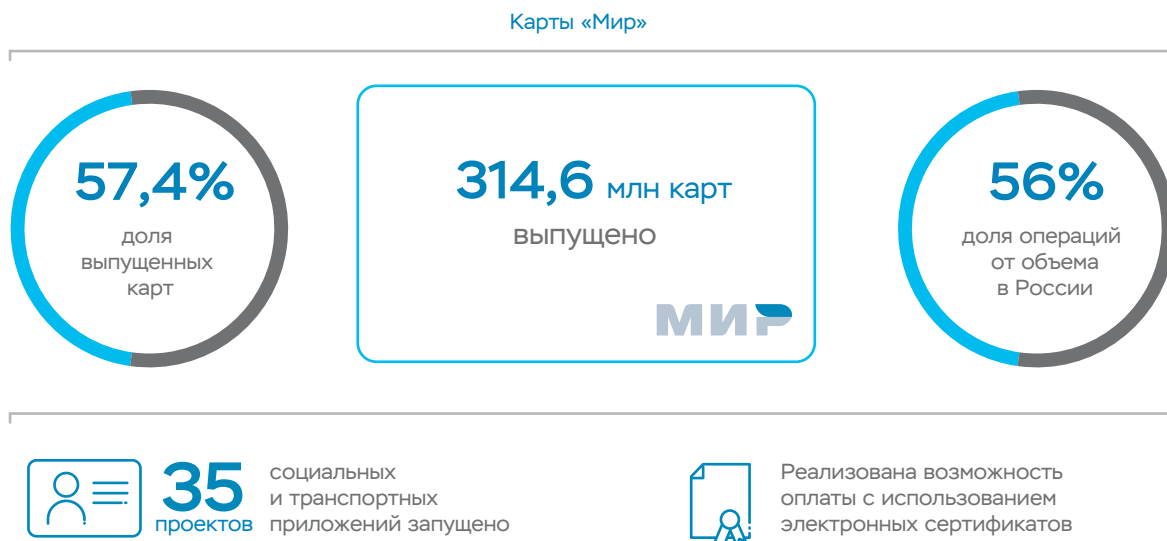 Карты «Мир»
57,4%
доля
выпущенных
карт
314,6 млн карт
выпущено
МИР
56%
доля операций
от объема
в России
35
проектов
социальных
и транспортных
приложений запущено
Реализована возможность
оплаты с использованием
электронных сертификатов